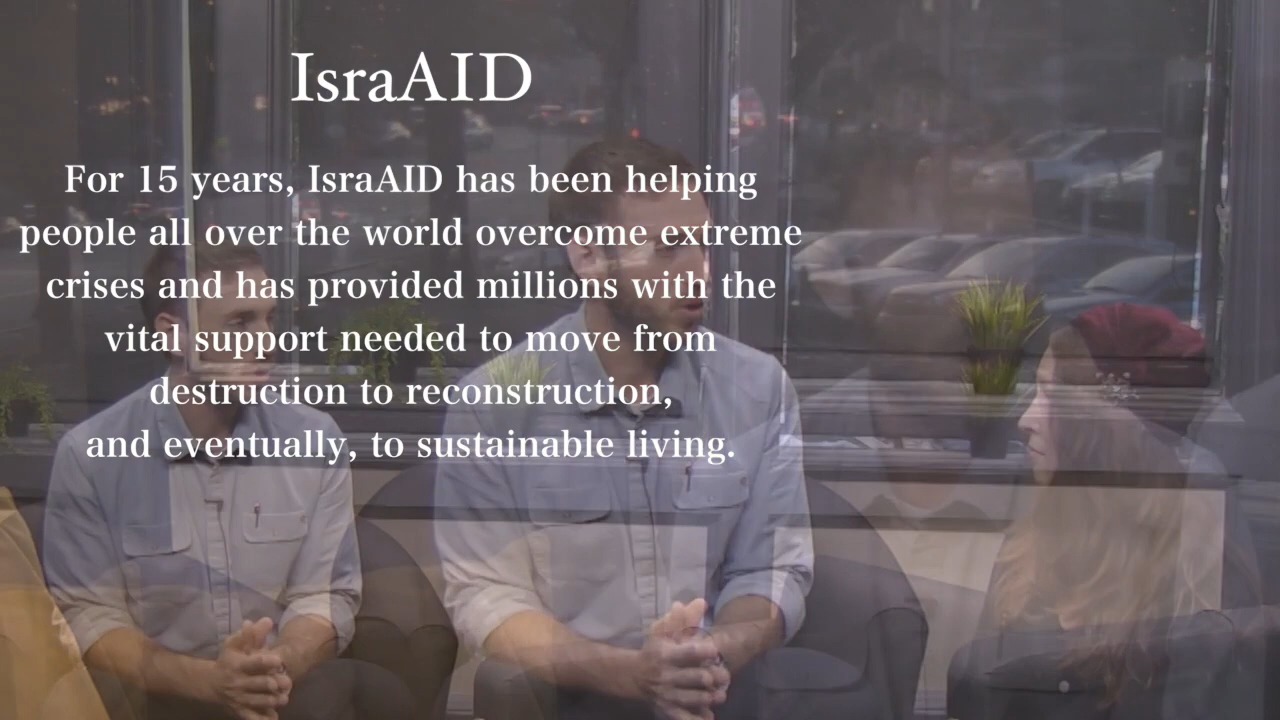 IsraAID
For 15 years, IsraAID has been helping
people all over the world overcome extreme
crises and has provided millions with the
vital support needed to move from
destruction to reconstruction,
and eventually, to sustainable living.